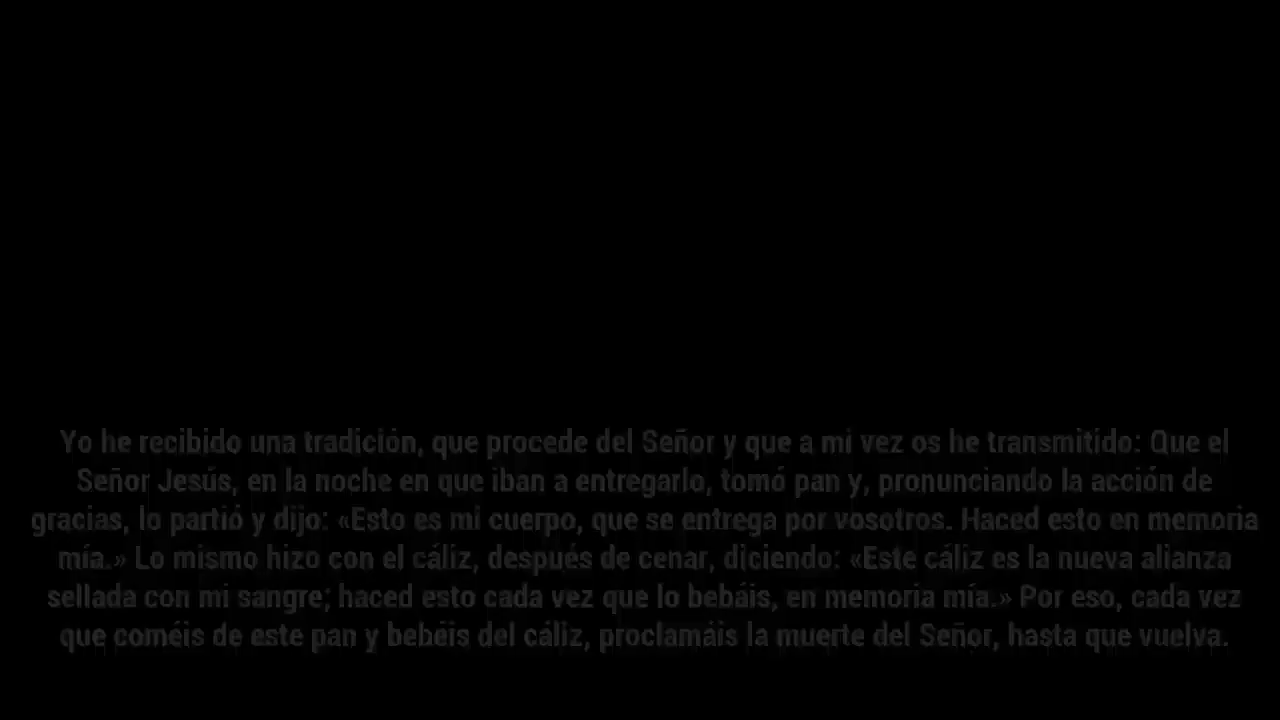 Yo he recibido una tradición, que procede del Señor y que a mi vez os he transmitido: Que el
Señor Jesús, en la noche en que iban a entregarlo, tomó pan y, pronunciando la acción de
gracias, lo partió y dijo: «Esto es mi cuerpo, que se entrega por vosotros. Haced esto en memoria
mía.» Lo mismo hizo con el cáliz, después de cenar, diciendo: «Este cáliz es la nueva alianza
sellada con mi sangre; haced esto cada vez que lo bebáis, en memoria mía.» Por eso, cada vez
que coméis de este pan y bebéis del cáliz, proclamáis la muerte del Señor, hasta que vuelva.